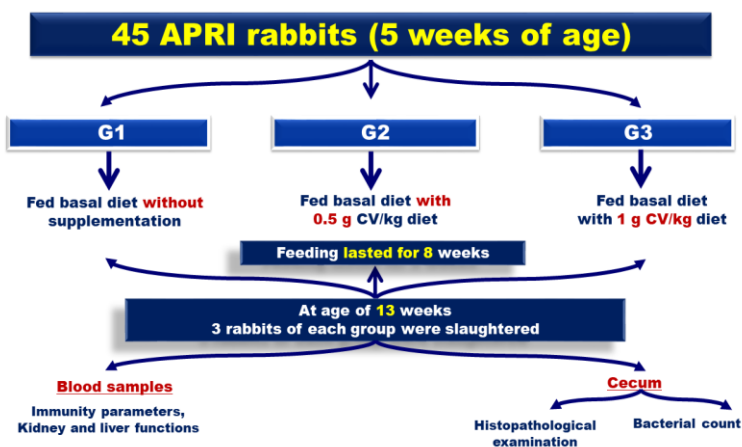 45 APRI rabbits (5 weeks of age)
G1
G2
G3
Fed basal diet without
supplementation
Fed basal diet with
0.5 g CV/kg diet
Fed basal diet
with 1 g CV/kg diet
Feeding lasted for 8 weeks
At age of 13 weeks
3 rabbits of each group were slaughtered
Blood samples
Immunity parameters,
Kidney and liver functions
Cecum
Histopathological
examination
Bacterial count